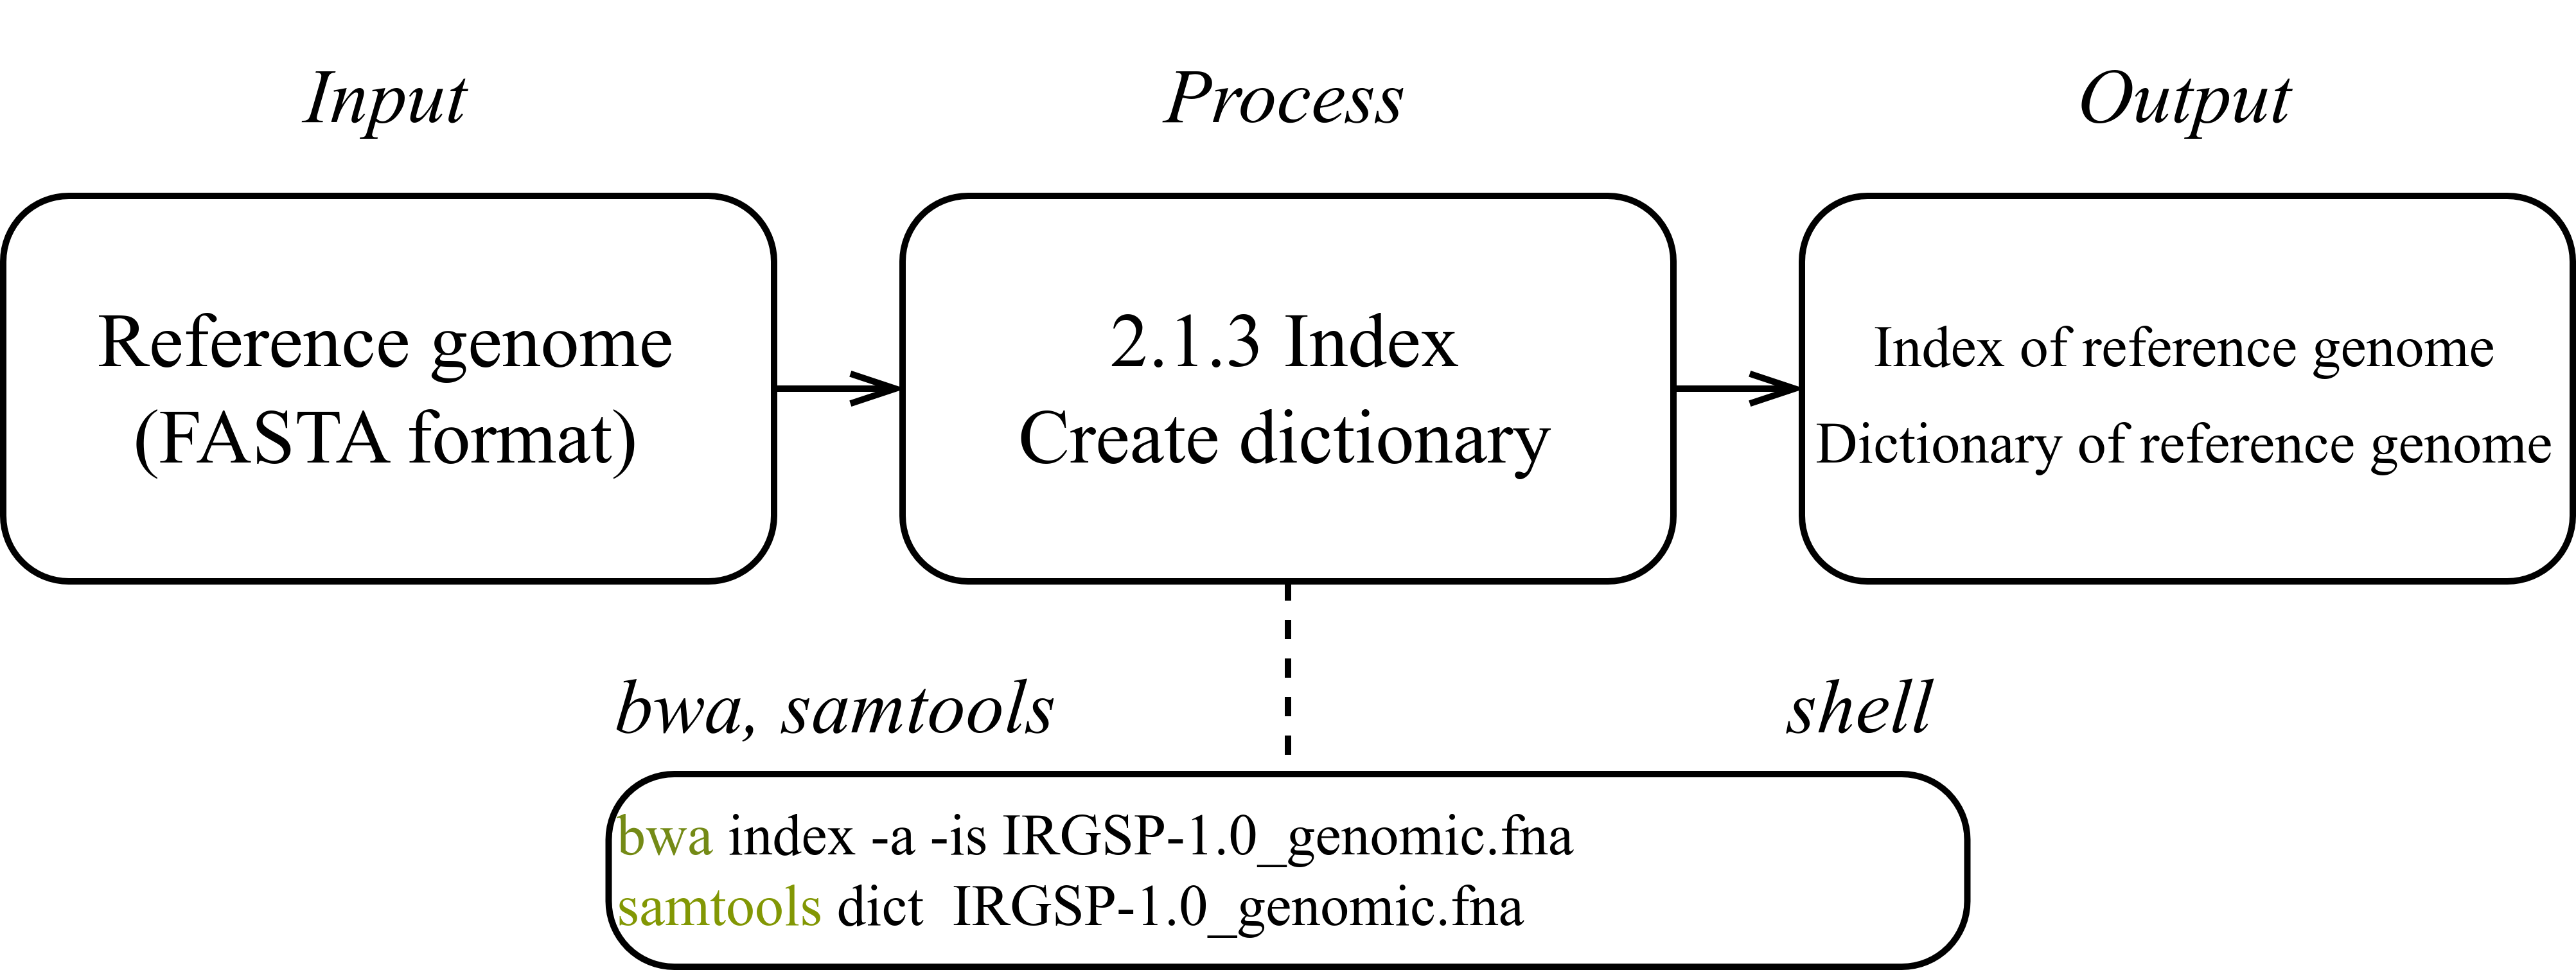 Input
Process
Output
Reference genome
(FASTA format)
2.1.3 Index
Create dictionary
Index of reference genome
Dictionary of reference genome
bwa, samtools
shell
bwa index -a -is IRGSP-1.0_genomic.fna
samtools dict  IRGSP-1.0_genomic.fna